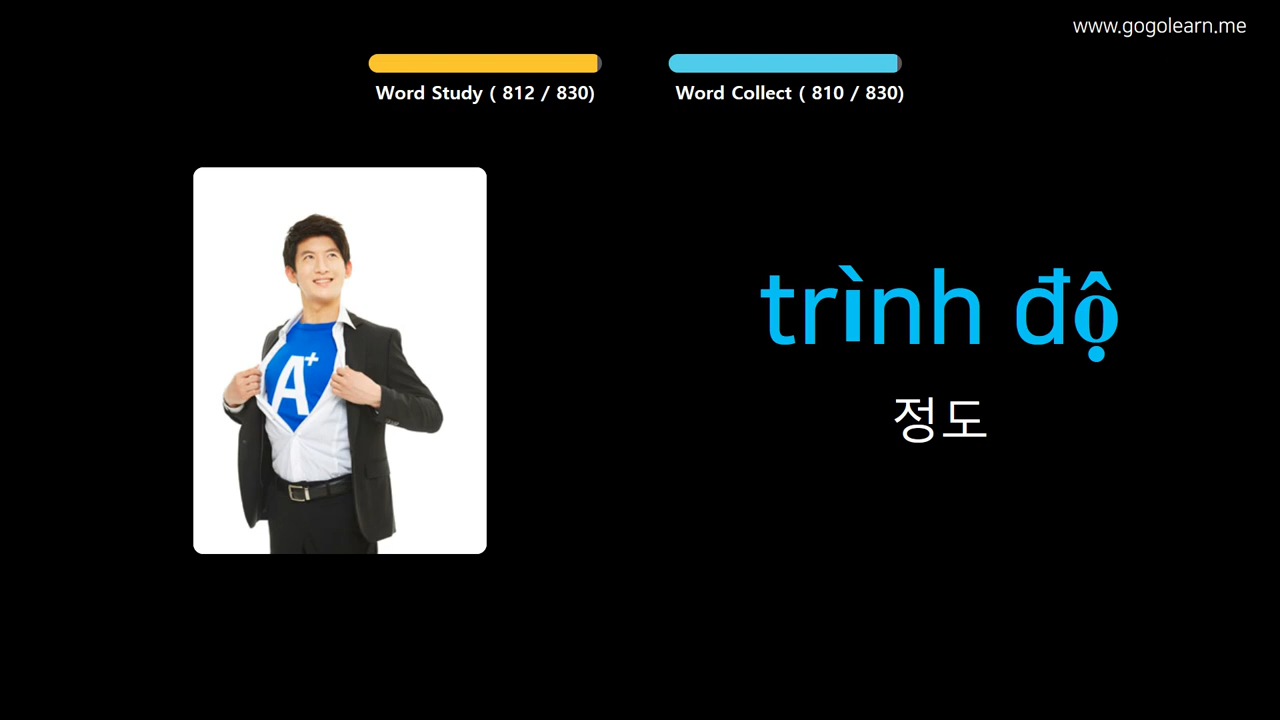 www.gogolearn.me
Word Study ( 812 / 830)
Word Collect ( 810 / 830)
A+
trình độ
정도